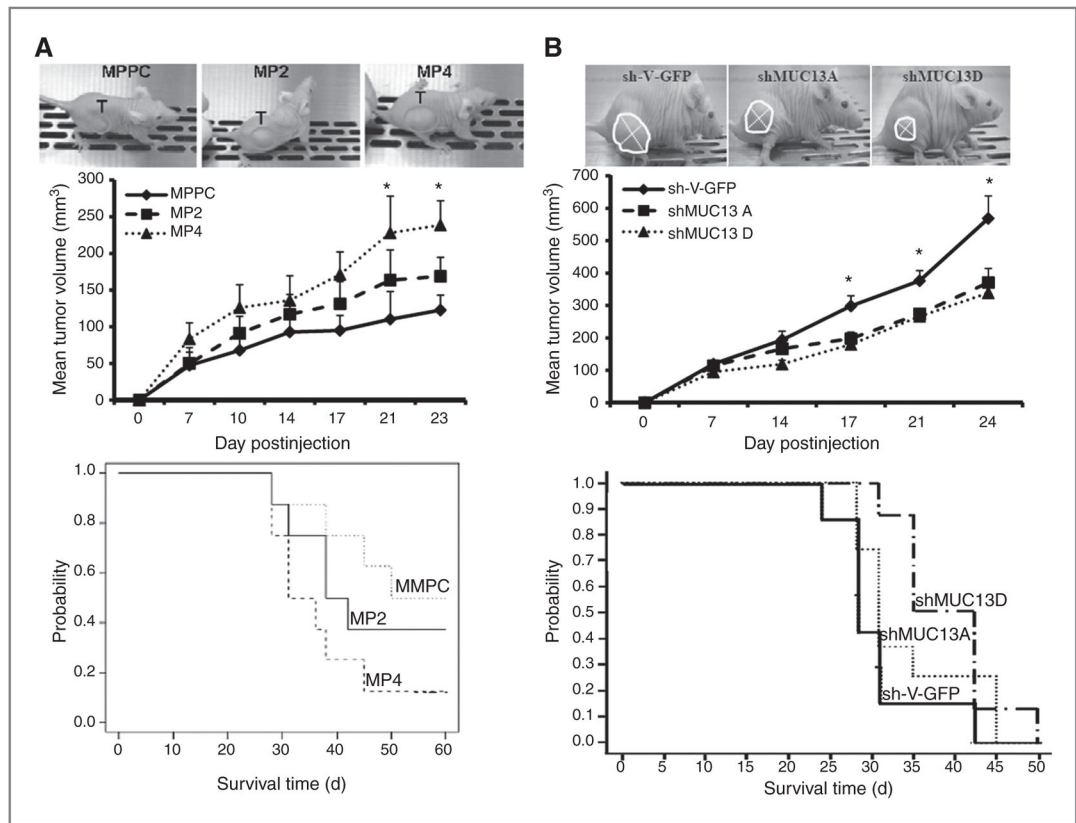 A
MPPC MP2 MP4
T T T
Mean tumor volume (mm³)
300
250
200
150
100
50
0
MPPC
MP2
MP4
* *
0 7 10 14 17 21 23
Day postinjection
Probability
1.0
0.8
0.6
0.4
0.2
0.0
MMPC
MP2
MP4
0 10 20 30 40 50 60
Survival time (d)
B
sh-V-GFP shMUC13A shMUC13D
Mean tumor volume (mm³)
700
600
500
400
300
200
100
0
sh-V-GFP
shMUC13 A
shMUC13 D
* * *
0 7 14 17 21 24
Day postinjection
Probability
1.0
0.9
0.8
0.7
0.6
0.5
0.4
0.3
0.2
0.1
0.0
shMUC13D
shMUC13A
sh-V-GFP
0 5 10 15 20 25 30 35 40 45 50
Survival time (d)